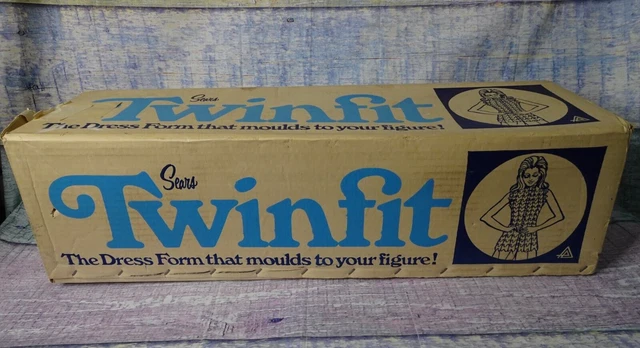 Sears
Twinfit
The Dress Form that moulds to your figure!
Sears
Twinfit
The Dress Form that moulds to your figure!